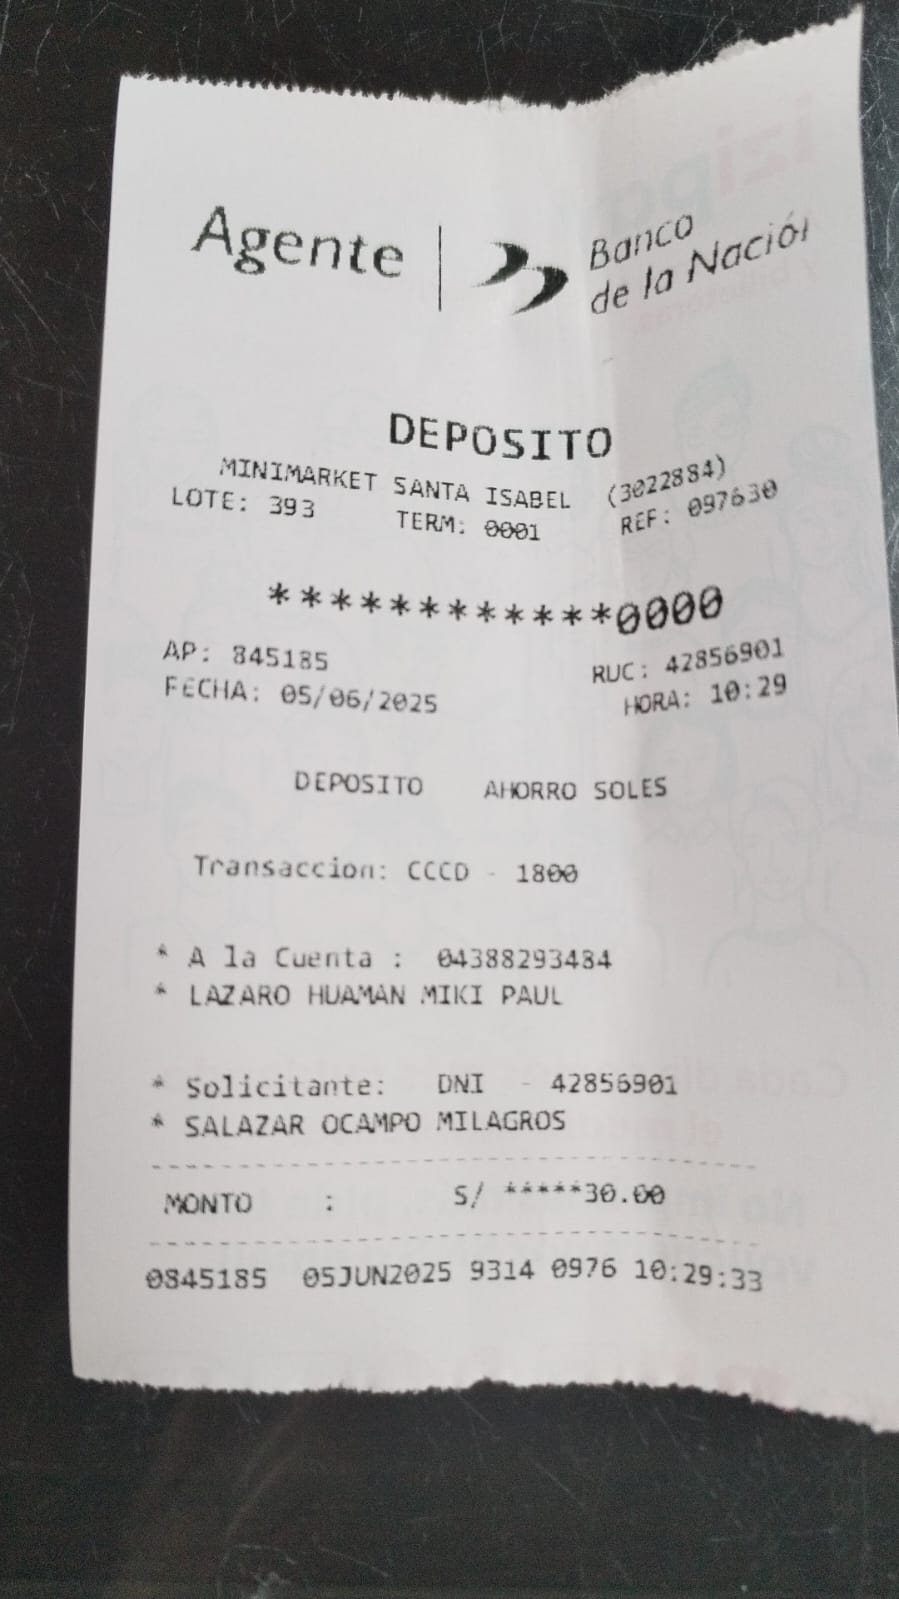 Agente | Banco
de la Nación
DEPOSITO
MINIMARKET SANTA ISABEL (3022884)
LOTE: 393 TERM: 0001 REF: 097630
************0000
AP: 845185 RUC: 42856901
FECHA: 05/06/2025 HORA: 10:29
DEPOSITO AHORRO SOLES
Transaccion: CCCD - 1800
* A la Cuenta : 04388293484
* LAZARO HUAMAN MIKI PAUL
* Solicitante: DNI - 42856901
* SALAZAR OCAMPO MILAGROS
MONTO : S/ *****30.00
0845185 05JUN2025 9314 0976 10:29:33